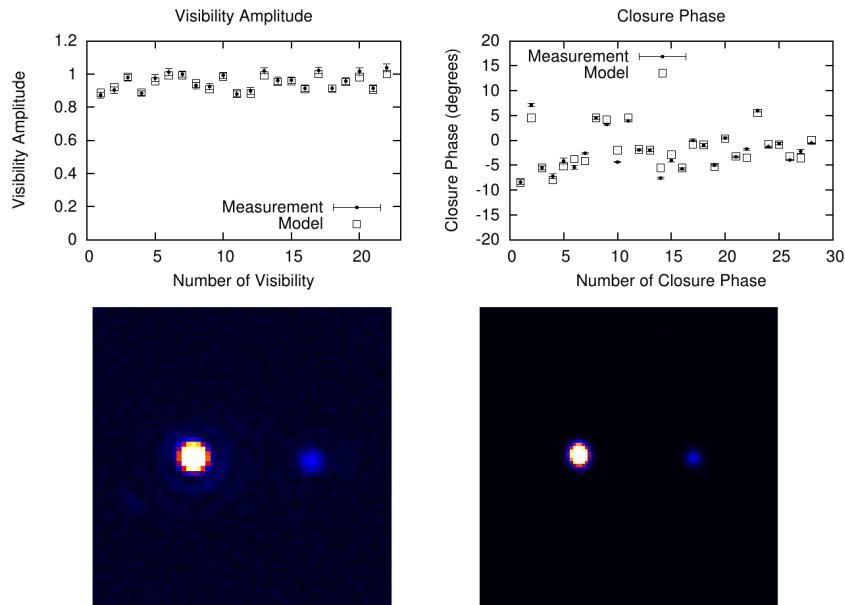 Visibility Amplitude
Visibility Amplitude
1.2
1
0.8
0.6
0.4
0.2
0
Measurement
Model
0 5 10 15 20
Number of Visibility
Closure Phase
Closure Phase (degrees)
20
15
10
5
0
-5
-10
-15
-20
Measurement
Model
0 5 10 15 20 25 30
Number of Closure Phase